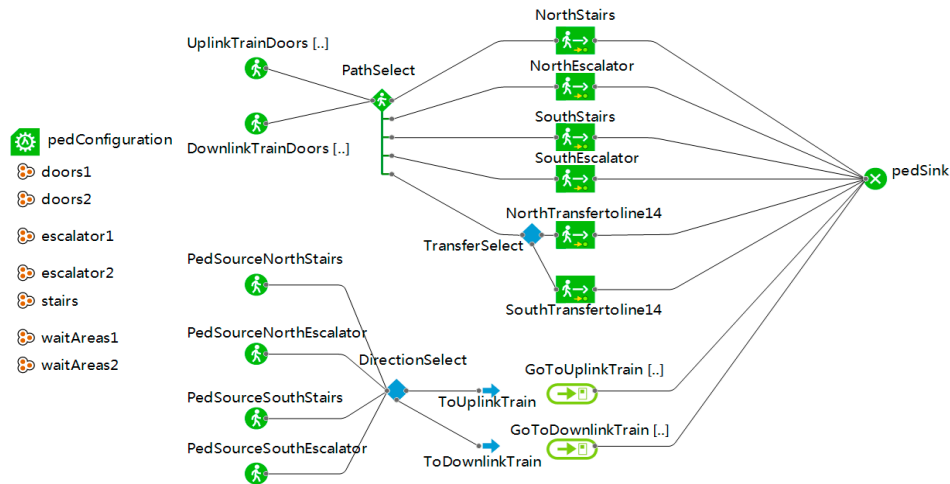 NorthStairs
UplinkTrainDoors [..]
NorthEscalator
PathSelect
SouthStairs
pedConfiguration
DownlinkTrainDoors [..]
SouthEscalator
pedSink
doors1
doors2
NorthTransfertoline14
escalator1
TransferSelect
PedSourceNorthStairs
escalator2
stairs
SouthTransfertoline14
PedSourceNorthEscalator
waitAreas1
DirectionSelect
waitAreas2
GoToUplinkTrain [..]
PedSourceSouthStairs
ToUplinkTrain
GoToDownlinkTrain [..]
PedSourceSouthEscalator
ToDownlinkTrain